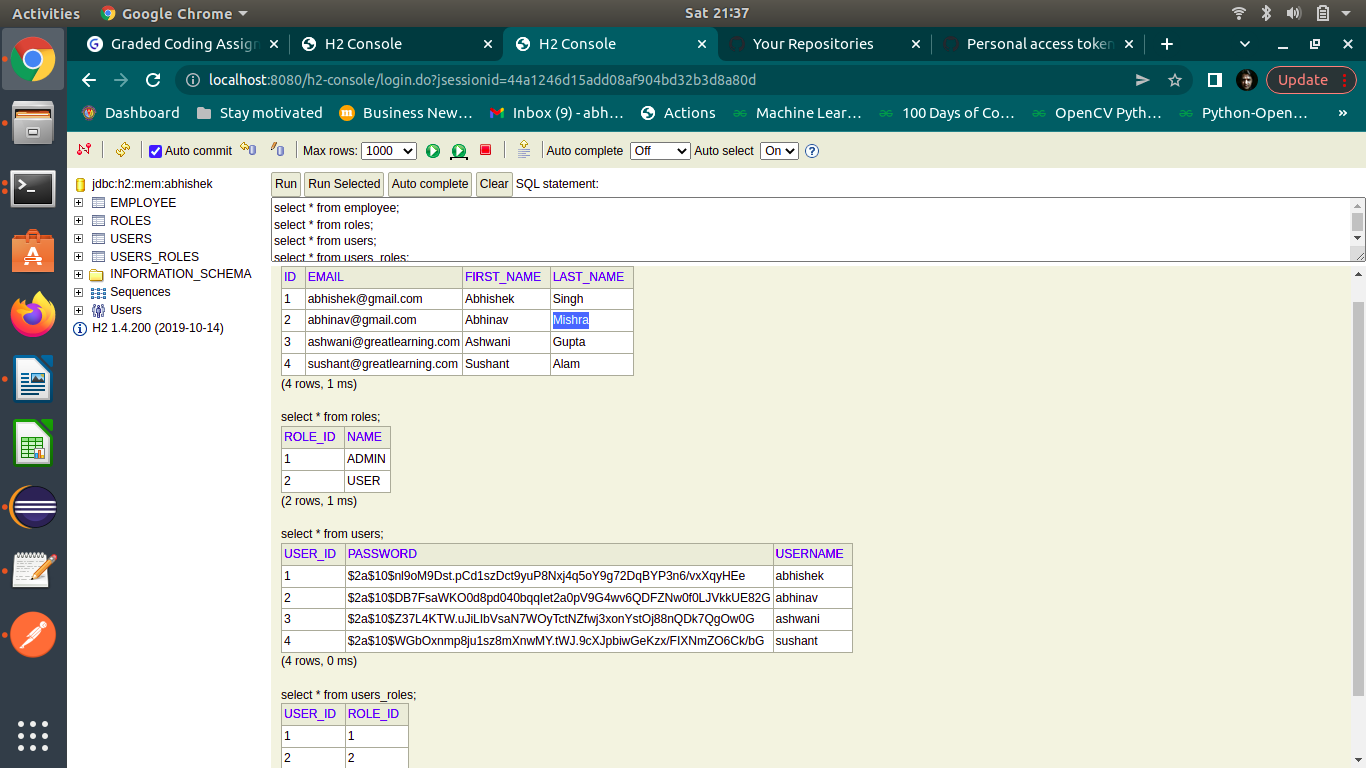 Activities Google Chrome Sat 21:37
Graded Coding Assign H2 Console H2 Console Your Repositories Personal access token
localhost:8080/h2-console/login.do?jsessionid=44a1246d15add08af904bd32b3d8a80d Update
Dashboard Stay motivated Business New… Inbox (9) - abh… Actions Machine Lear… 100 Days of Co… OpenCV Pyth… Python-Open… »
Auto commit Max rows: 1000 Auto complete Off Auto select On
jdbc:h2:mem:abhishek
EMPLOYEE
ROLES
USERS
USERS_ROLES
INFORMATION_SCHEMA
Sequences
Users
H2 1.4.200 (2019-10-14)
Run Run Selected Auto complete Clear SQL statement:
select * from employee;
select * from roles;
select * from users;
select * from users_roles;
ID EMAIL FIRST_NAME LAST_NAME
1 abhishek@gmail.com Abhishek Singh
2 abhinav@gmail.com Abhinav Mishra
3 ashwani@greatlearning.com Ashwani Gupta
4 sushant@greatlearning.com Sushant Alam
(4 rows, 1 ms)
select * from roles;
ROLE_ID NAME
1 ADMIN
2 USER
(2 rows, 1 ms)
select * from users;
USER_ID PASSWORD USERNAME
1 $2a$10$nl9oM9Dst.pCd1szDct9yuP8Nxj4q5oY9g72DqBYP3n6/vxXqyHEe abhishek
2 $2a$10$DB7FsaWKO0d8pd040bqqIet2a0pV9G4wv6QDFZNw0f0LJVkkUE82G abhinav
3 $2a$10$Z37L4KTW.uJiLIbVsaN7WOyTctNZfwj3xonYstOj88nQDk7QgOw0G ashwani
4 $2a$10$WGbOxnmp8ju1sz8mXnwMY.tWJ.9cXJpbiwGeKzx/FIXNmZO6Ck/bG sushant
(4 rows, 0 ms)
select * from users_roles;
USER_ID ROLE_ID
1 1
2 2